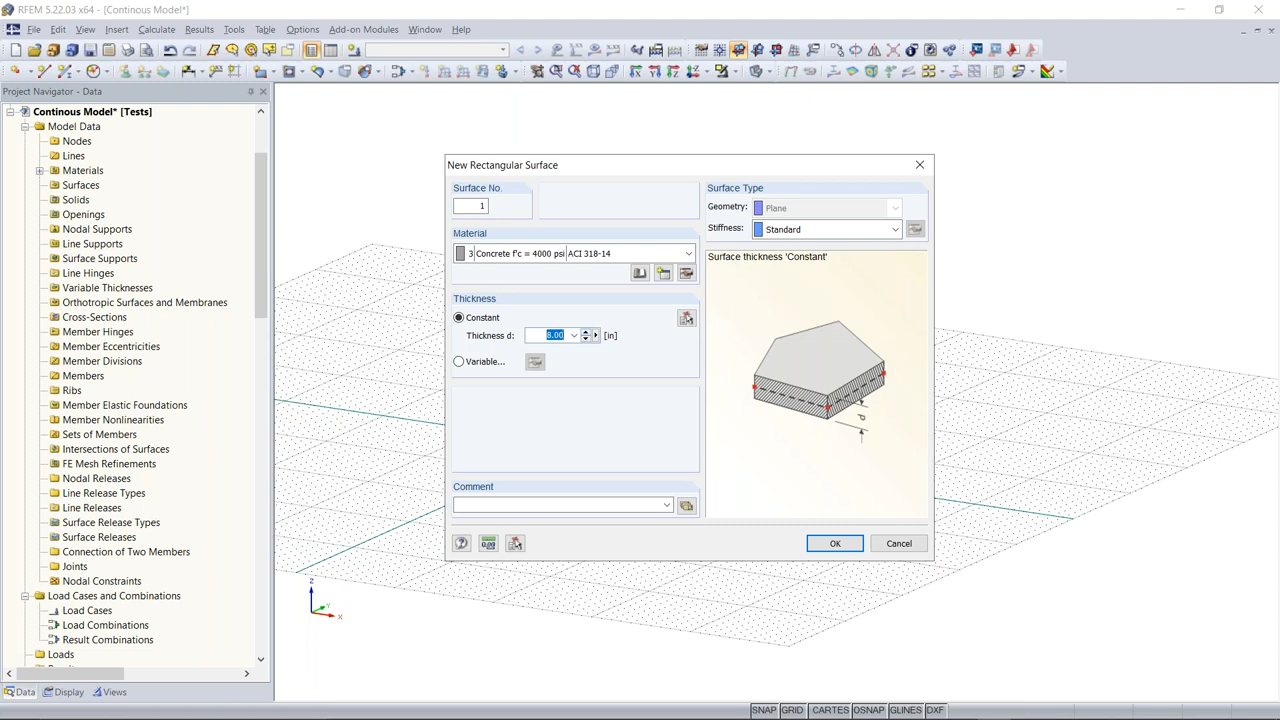 RFEM 5.22.03 x64 - [Continous Model*]
File Edit View Insert Calculate Results Tools Table Options Add-on Modules Window Help
Project Navigator - Data
Continous Model* [Tests]
Model Data
Nodes
Lines
Materials
Surfaces
Solids
Openings
Nodal Supports
Line Supports
Surface Supports
Line Hinges
Variable Thicknesses
Orthotropic Surfaces and Membranes
Cross-Sections
Member Hinges
Member Eccentricities
Member Divisions
Members
Ribs
Member Elastic Foundations
Member Nonlinearities
Sets of Members
Intersections of Surfaces
FE Mesh Refinements
Nodal Releases
Line Release Types
Line Releases
Surface Release Types
Surface Releases
Connection of Two Members
Joints
Nodal Constraints
Load Cases and Combinations
Load Cases
Load Combinations
Result Combinations
Loads
Data Display Views
New Rectangular Surface
Surface No.
1
Material
3 Concrete f'c = 4000 psi ACI 318-14
Thickness
Constant
Thickness d: 8.00 [in]
Variable...
Comment
Surface Type
Geometry: Plane
Stiffness: Standard
Surface thickness 'Constant'
d
OK Cancel
Z
Y
X
SNAP GRID CARTES OSNAP GLINES DXF